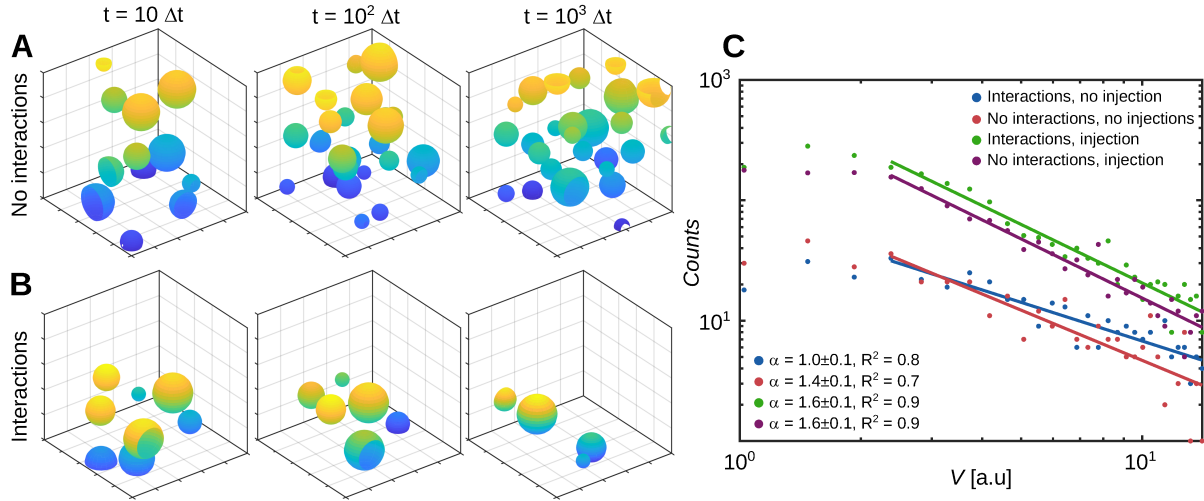 t = 10 Δt
t = 10² Δt
t = 10³ Δt
A
No interactions
B
Interactions
C
10³
Counts
10¹
Interactions, no injection
No interactions, no injections
Interactions, injection
No interactions, injection
α = 1.0±0.1, R² = 0.8
α = 1.4±0.1, R² = 0.7
α = 1.6±0.1, R² = 0.9
α = 1.6±0.1, R² = 0.9
10⁰
10¹
V [a.u]